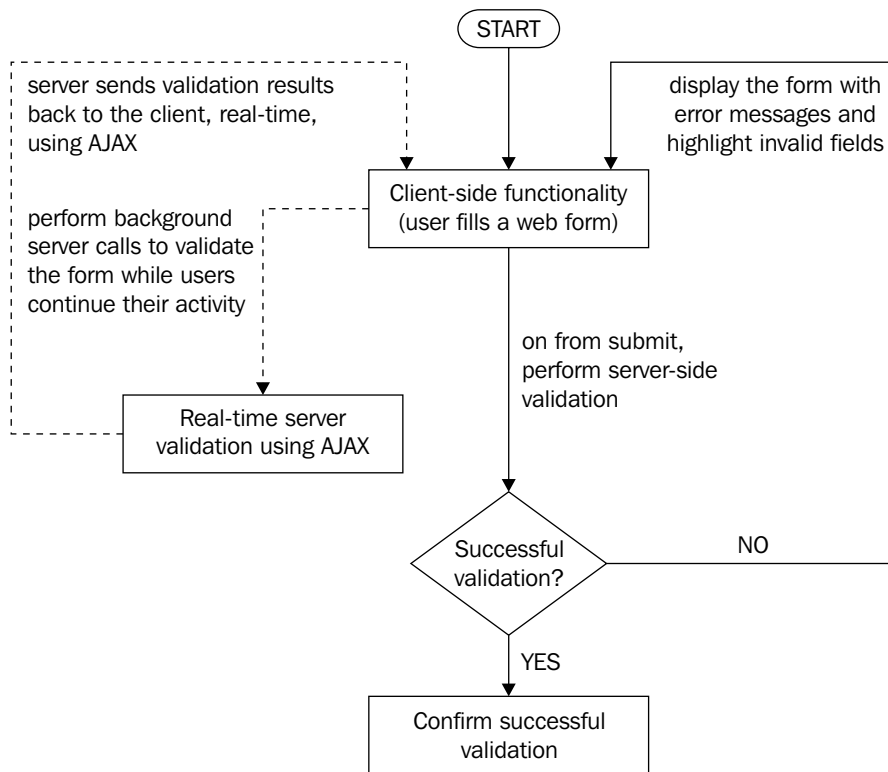 START
server sends validation results
back to the client, real-time,
using AJAX
display the form with
error messages and
highlight invalid fields
Client-side functionality
(user fills a web form)
perform background
server calls to validate
the form while users
continue their activity
on from submit,
perform server-side
validation
Real-time server
validation using AJAX
Successful
validation?
NO
YES
Confirm successful
validation